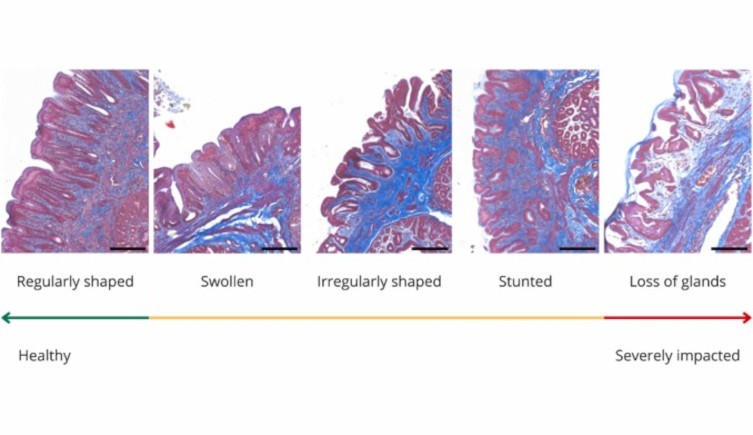 Regularly shaped
Swollen
Irregularly shaped
Stunted
Loss of glands
Healthy
Severely impacted